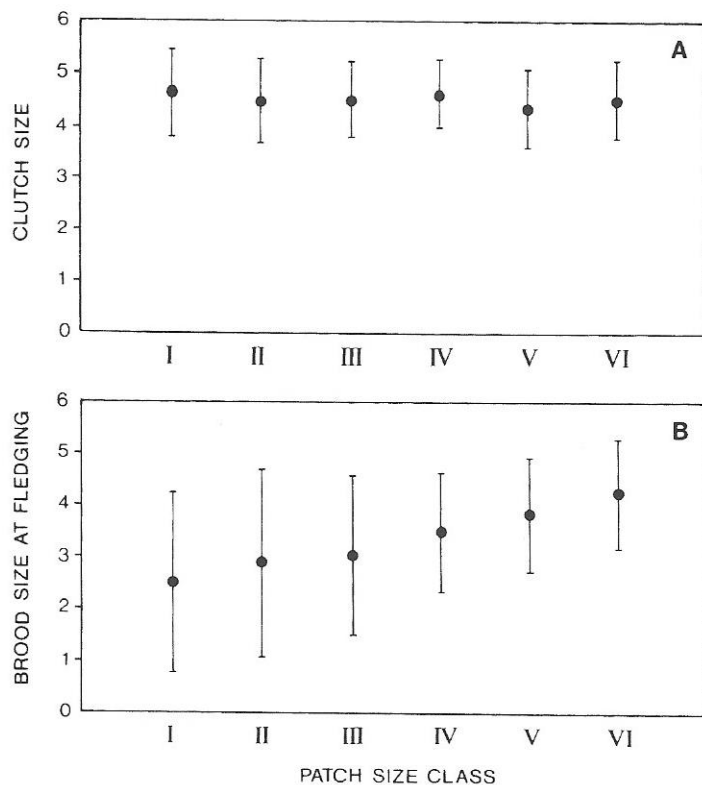 A
CLUTCH SIZE
6
5
4
3
2
1
0
I II III IV V VI
B
BROOD SIZE AT FLEDGING
6
5
4
3
2
1
0
I II III IV V VI
PATCH SIZE CLASS